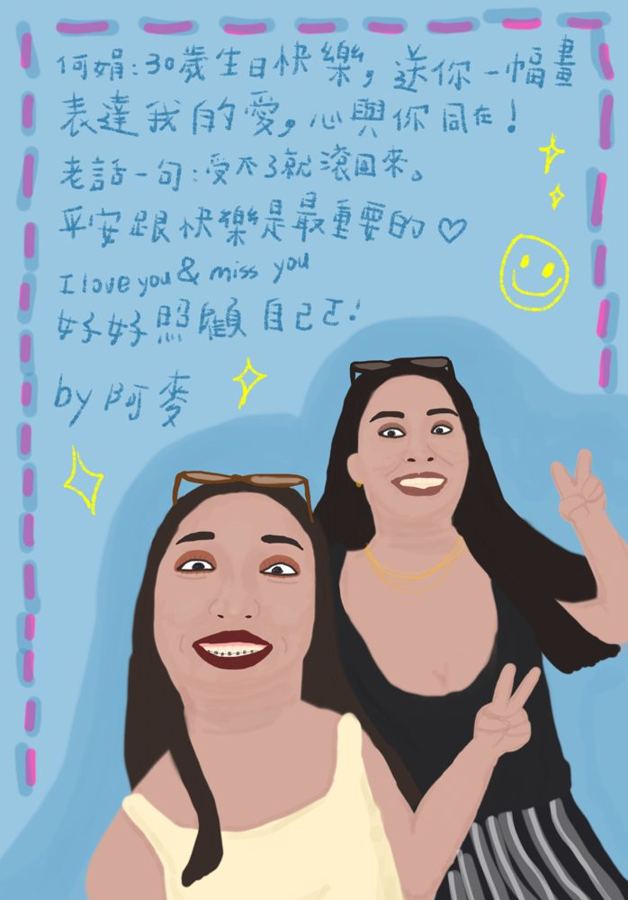 何娟:30歲生日快樂，送你一幅畫
表達我的愛，心與你同在！
老話一句:受不了就滾回來。
平安跟快樂是最重要的♡
I love you & miss you
好好照顧自己!
by 阿麥